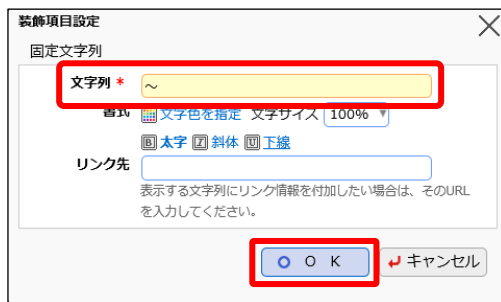 装飾項目設定
固定文字列
文字列 *
～
書式 文字色を指定 文字サイズ 100%
B 太字 I 斜体 U 下線
リンク先
表示する文字列にリンク情報を付加したい場合は、そのURL
を入力してください。
O K キャンセル